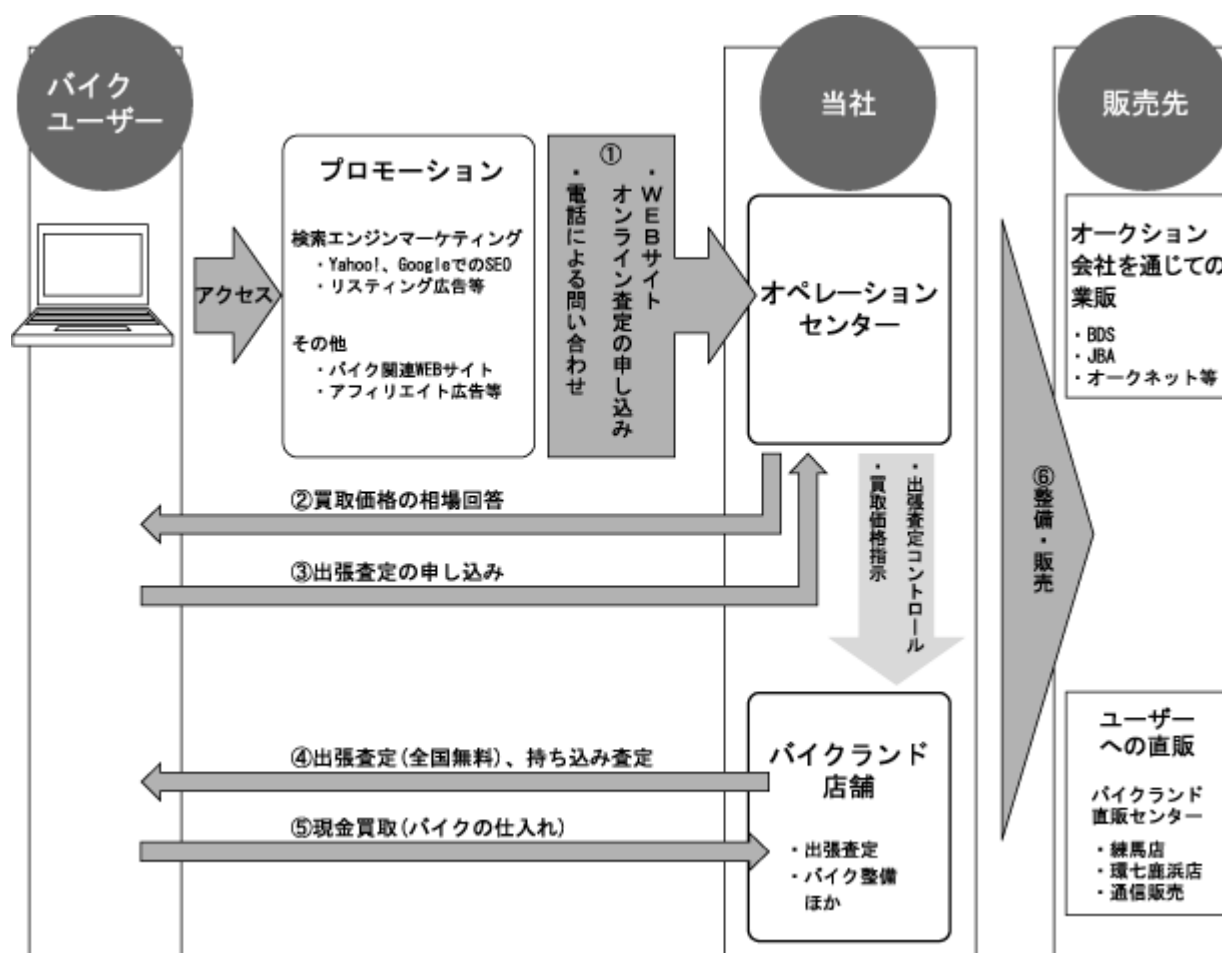 バイク
ユーザー
当社
販売先
アクセス
プロモーション
検索エンジンマーケティング
・Yahoo!、GoogleでのSEO
・リスティング広告等
その他
・バイク関連WEBサイト
・アフィリエイト広告等
①
・WEBサイト
オンライン査定の申し込み
・電話による問い合わせ
オペレーション
センター
オークション
会社を通じての
業販
・BDS
・JBA
・オークネット等
②買取価格の相場回答
③出張査定の申し込み
・出張査定コントロール
・買取価格指示
⑥整備・販売
④出張査定(全国無料)、持ち込み査定
⑤現金買取(バイクの仕入れ)
バイクランド
店舗
・出張査定
・バイク整備
ほか
ユーザー
への直販
バイクランド
直販センター
・練馬店
・環七鹿浜店
・通信販売